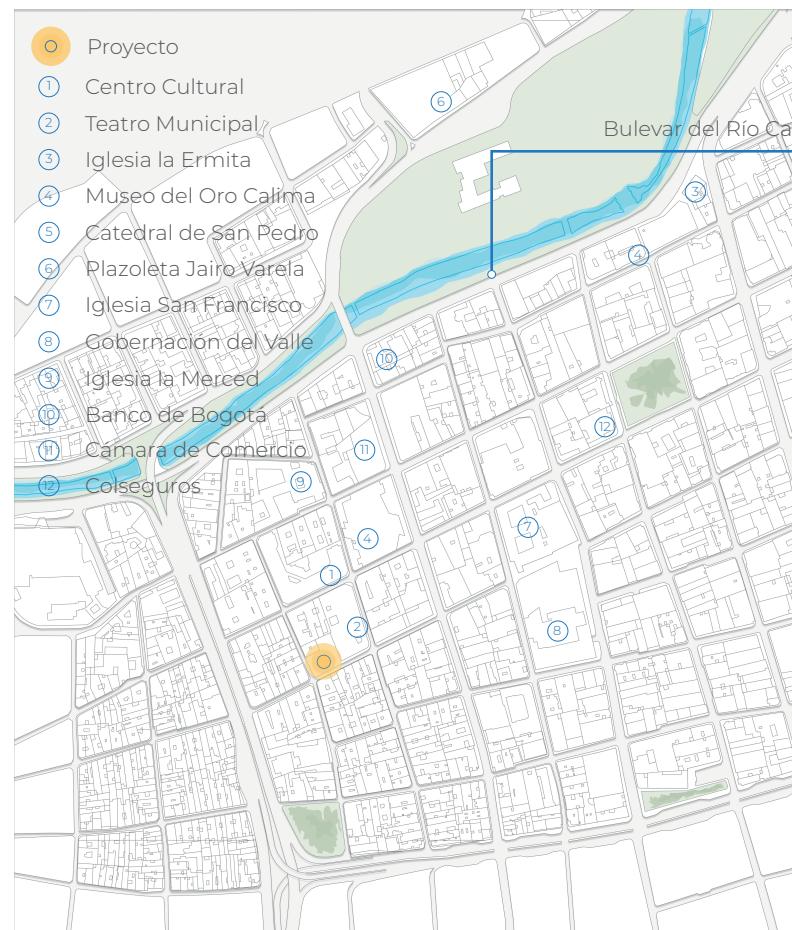 Proyecto
1 Centro Cultural
2 Teatro Municipal
3 Iglesia la Ermita
4 Museo del Oro Calima
5 Catedral de San Pedro
6 Plazoleta Jairo Varela
7 Iglesia San Francisco
8 Gobernación del Valle
9 Iglesia la Merced
10 Banco de Bogotá
11 Cámara de Comercio
12 Colseguros
6
Bulevar del Río Ca
3
4
10
12
11
9
7
4
1
2
8